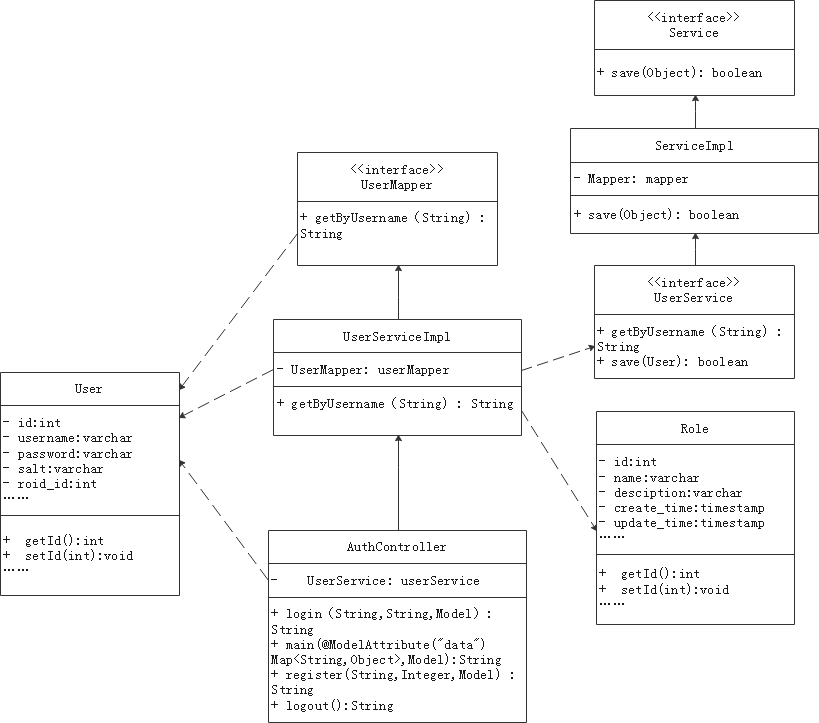 <<interface>>
Service
+ save(Object): boolean
ServiceImpl
- Mapper: mapper
+ save(Object): boolean
<<interface>>
UserService
+ getByUsername (String) :
String
+ save(User): boolean
<<interface>>
UserMapper
+ getByUsername (String) :
String
UserServiceImpl
- UserMapper: userMapper
+ getByUsername (String) : String
User
- id:int
- username:varchar
- password:varchar
- salt:varchar
- roid_id:int
……
+ getId():int
+ setId(int):void
……
Role
- id:int
- name:varchar
- desciption:varchar
- create_time:timestamp
- update_time:timestamp
……
+ getId():int
+ setId(int):void
……
AuthController
- UserService: userService
+ login (String,String,Model) :
String
+ main(@ModelAttribute("data")
Map<String,Object>,Model):String
+ register(String,Integer,Model) :
String
+ logout():String